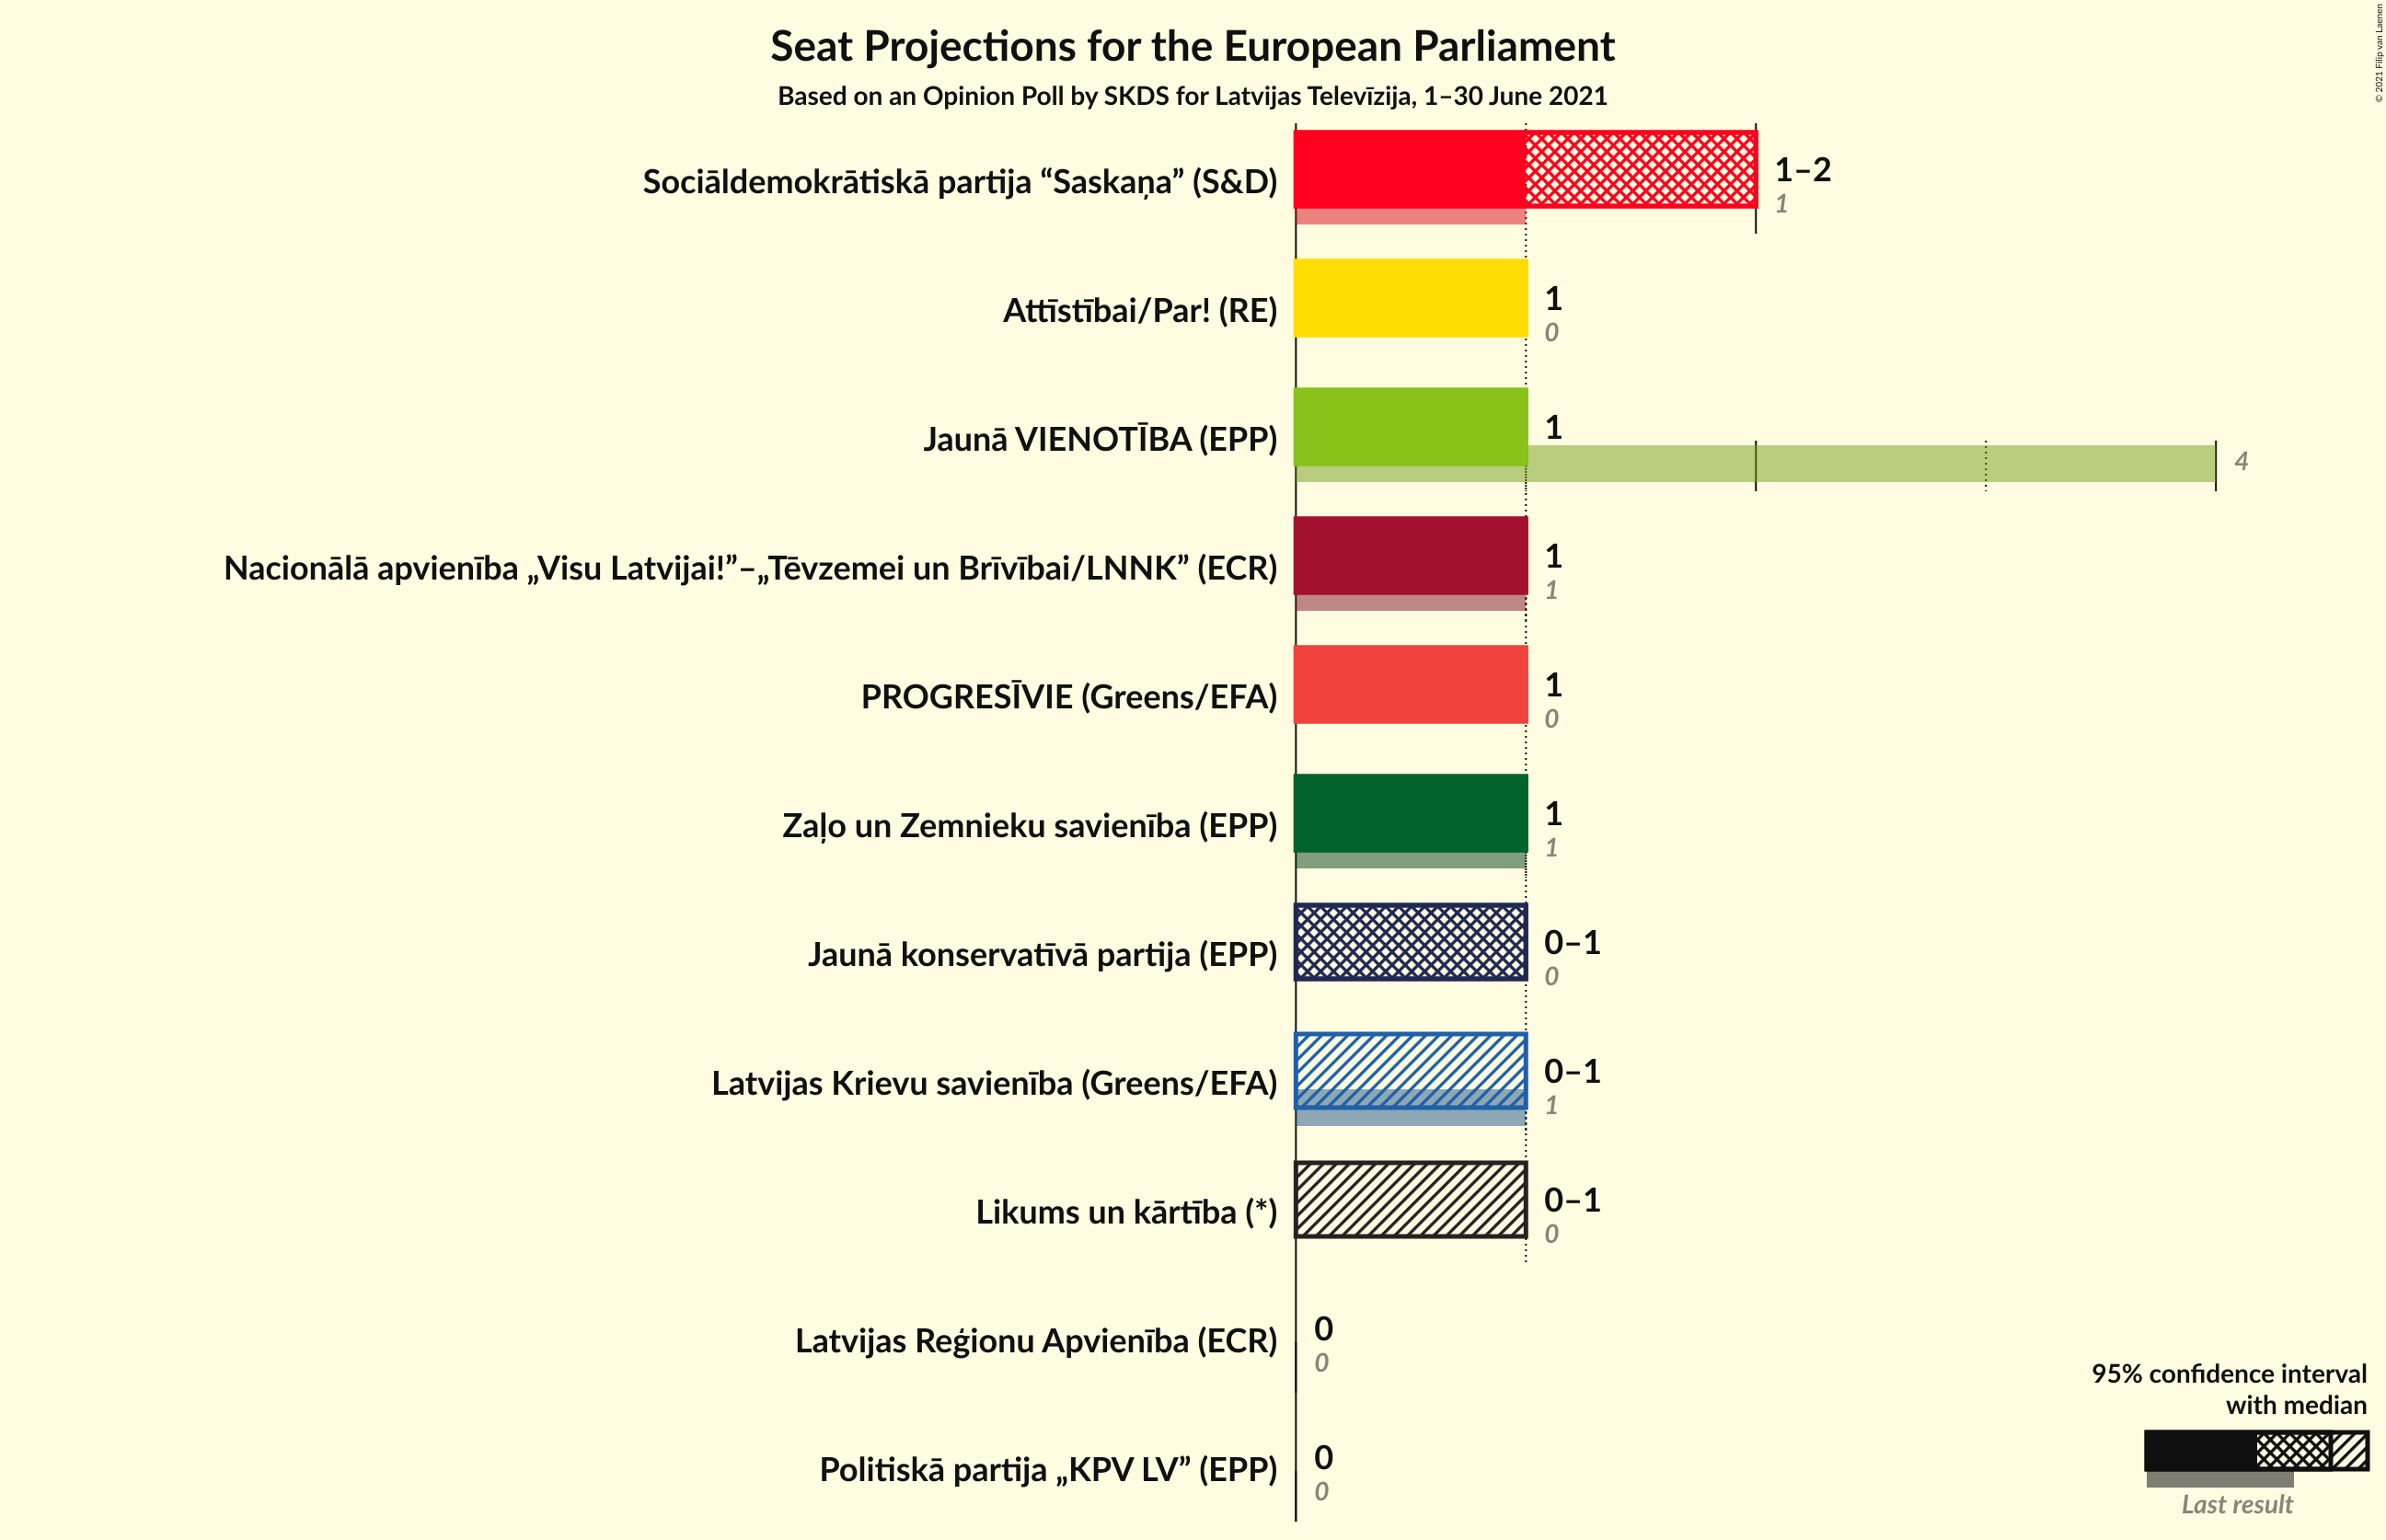 Seat Projections for the European Parliament
Based on an Opinion Poll by SKDS for Latvijas Televīzija, 1–30 June 2021
© 2021 Filip van Laenen
Sociāldemokrātiskā partija “Saskaņa” (S&D)
1–2
1
Attīstībai/Par! (RE)
1
0
Jaunā VIENOTĪBA (EPP)
1
4
Nacionālā apvienība „Visu Latvijai!”–„Tēvzemei un Brīvībai/LNNK” (ECR)
1
1
PROGRESĪVIE (Greens/EFA)
1
0
Zaļo un Zemnieku savienība (EPP)
1
1
Jaunā konservatīvā partija (EPP)
0–1
0
Latvijas Krievu savienība (Greens/EFA)
0–1
1
Likums un kārtība (*)
0–1
0
Latvijas Reģionu Apvienība (ECR)
0
0
Politiskā partija „KPV LV” (EPP)
0
0
95% confidence interval
with median
Last result